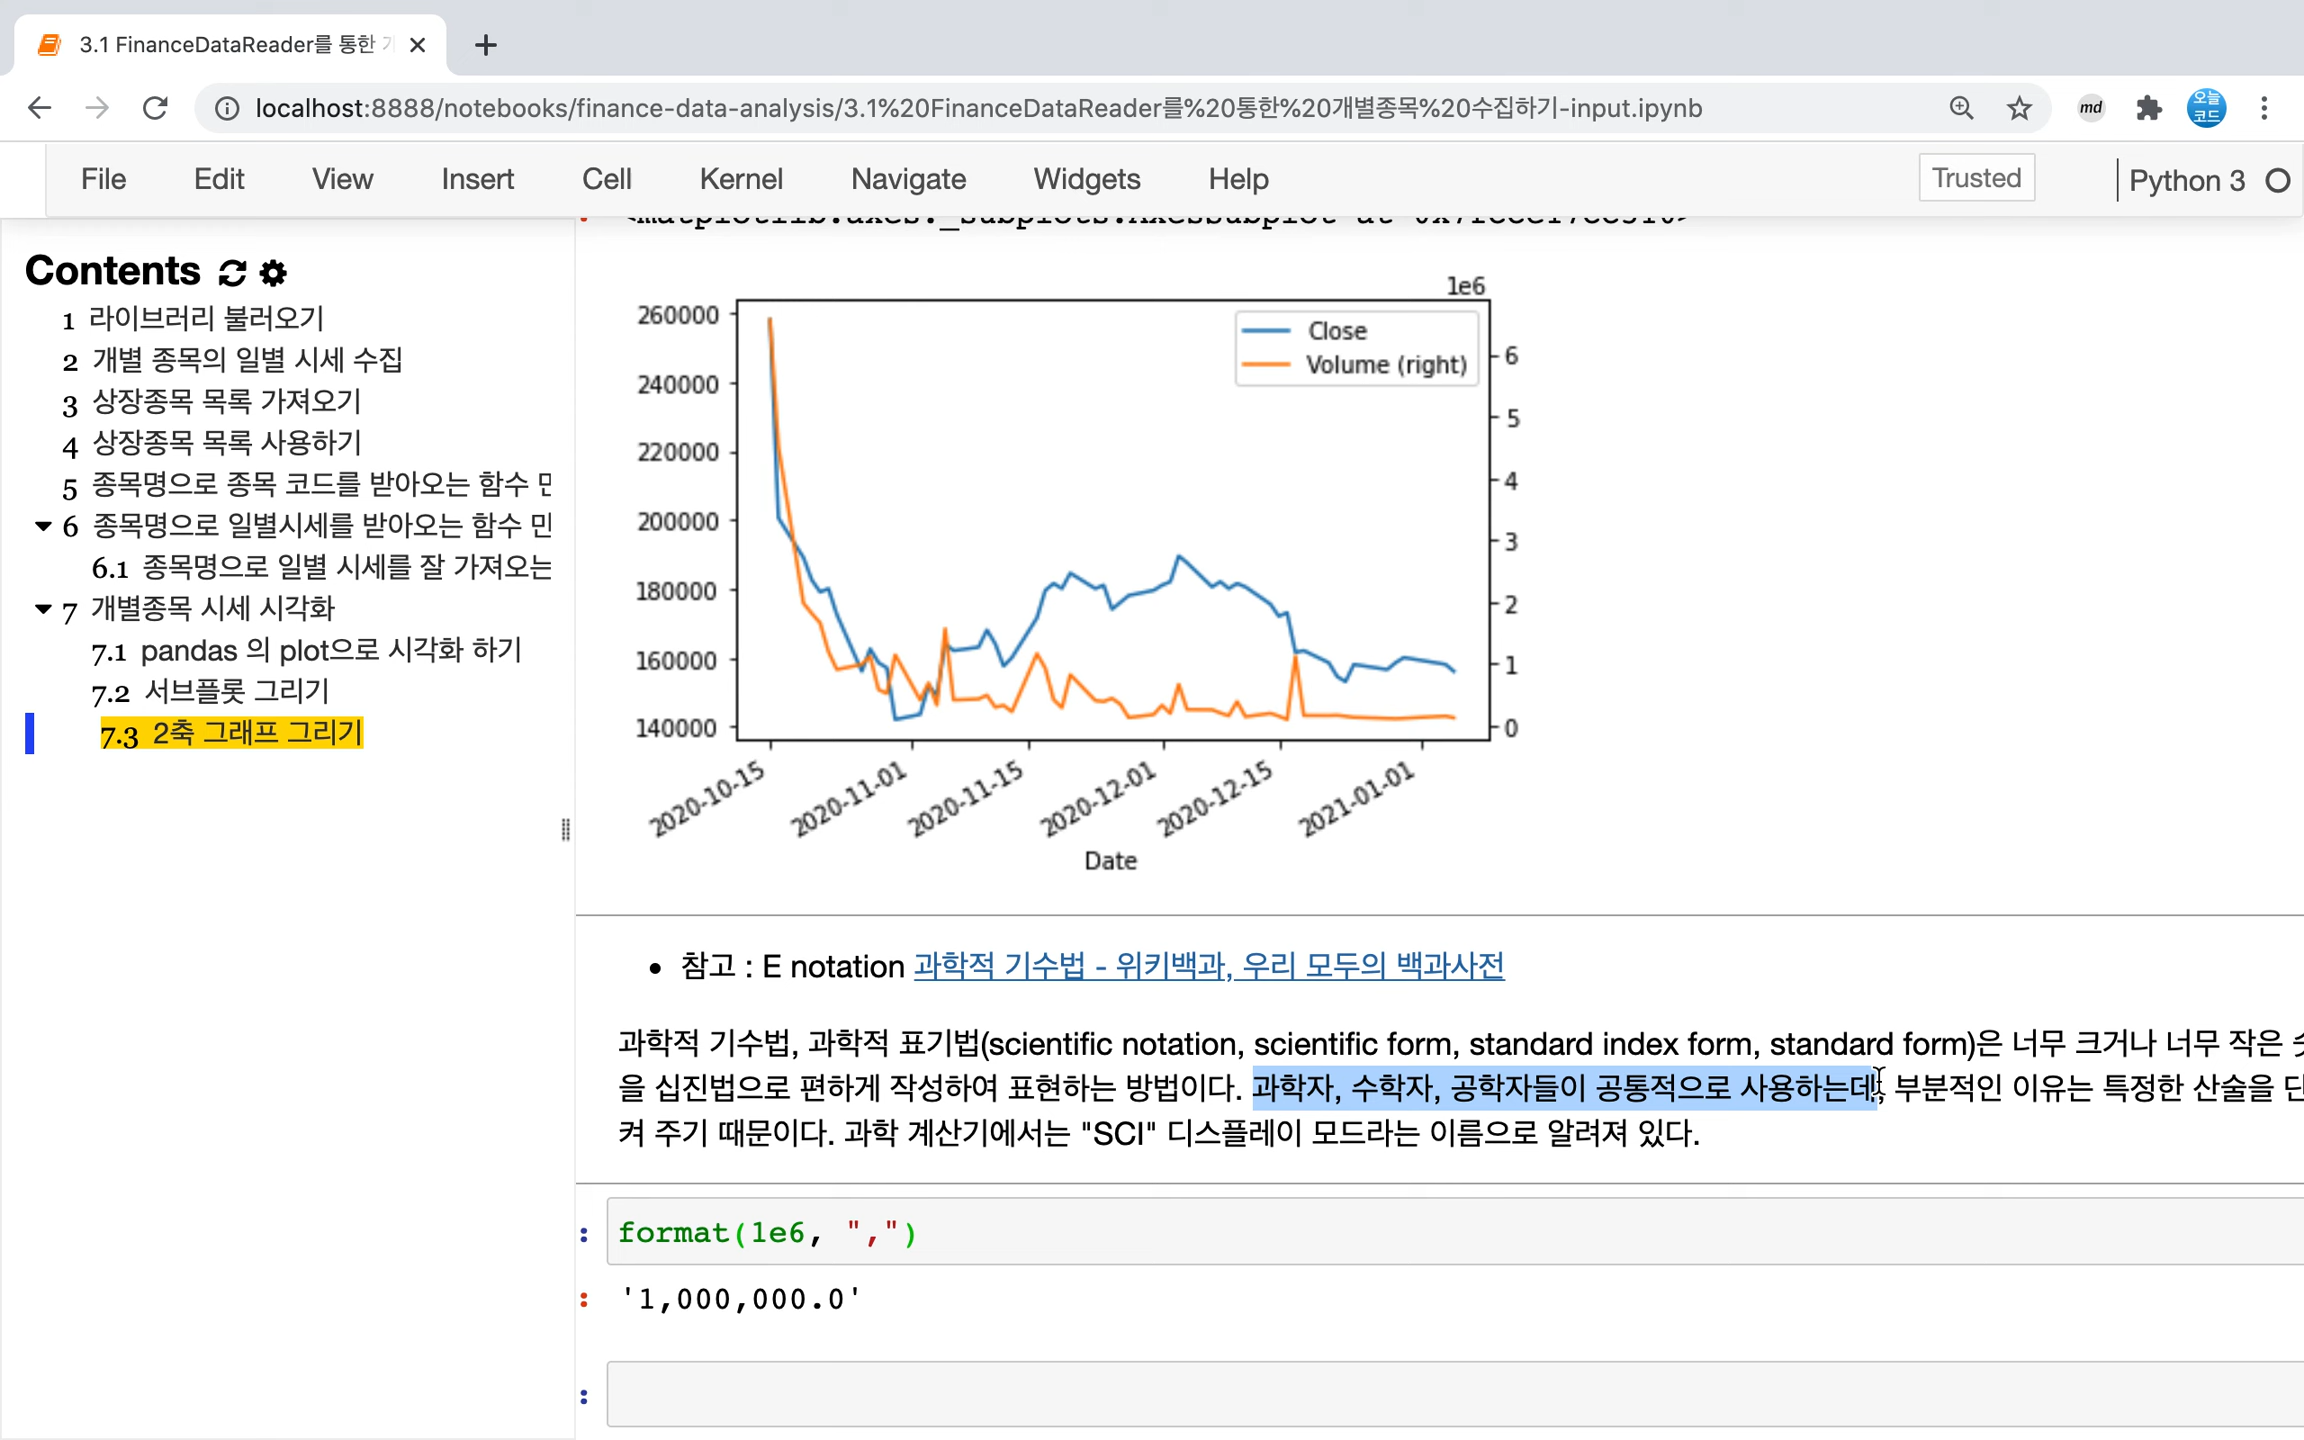 3.1 FinanceDataReader를 통한
localhost:8888/notebooks/finance-data-analysis/3.1%20FinanceDataReader를%20통한%20개별종목%20수집하기-input.ipynb
md
오늘
코드
File Edit View Insert Cell Kernel Navigate Widgets Help
Trusted
Python 3
Contents
1 라이브러리 불러오기
2 개별 종목의 일별 시세 수집
3 상장종목 목록 가져오기
4 상장종목 목록 사용하기
5 종목명으로 종목 코드를 받아오는 함수
6 종목명으로 일별시세를 받아오는 함수
6.1 종목명으로 일별 시세를 잘 가져오는
7 개별종목 시세 시각화
7.1 pandas 의 plot으로 시각화 하기
7.2 서브플롯 그리기
7.3 2축 그래프 그리기
1e6
260000
240000
220000
200000
180000
160000
140000
Close
Volume (right)
6
5
4
3
2
1
0
2020-10-15
2020-11-01
2020-11-15
2020-12-01
2020-12-15
2021-01-01
Date
• 참고 : E notation 과학적 기수법 - 위키백과, 우리 모두의 백과사전
과학적 기수법, 과학적 표기법(scientific notation, scientific form, standard index form, standard form)은 너무 크거나 너무 작은
을 십진법으로 편하게 작성하여 표현하는 방법이다. 과학자, 수학자, 공학자들이 공통적으로 사용하는데, 부분적인 이유는 특정한 산술을
켜 주기 때문이다. 과학 계산기에서는 "SCI" 디스플레이 모드라는 이름으로 알려져 있다.
format(1e6, ",")
'1,000,000.0'